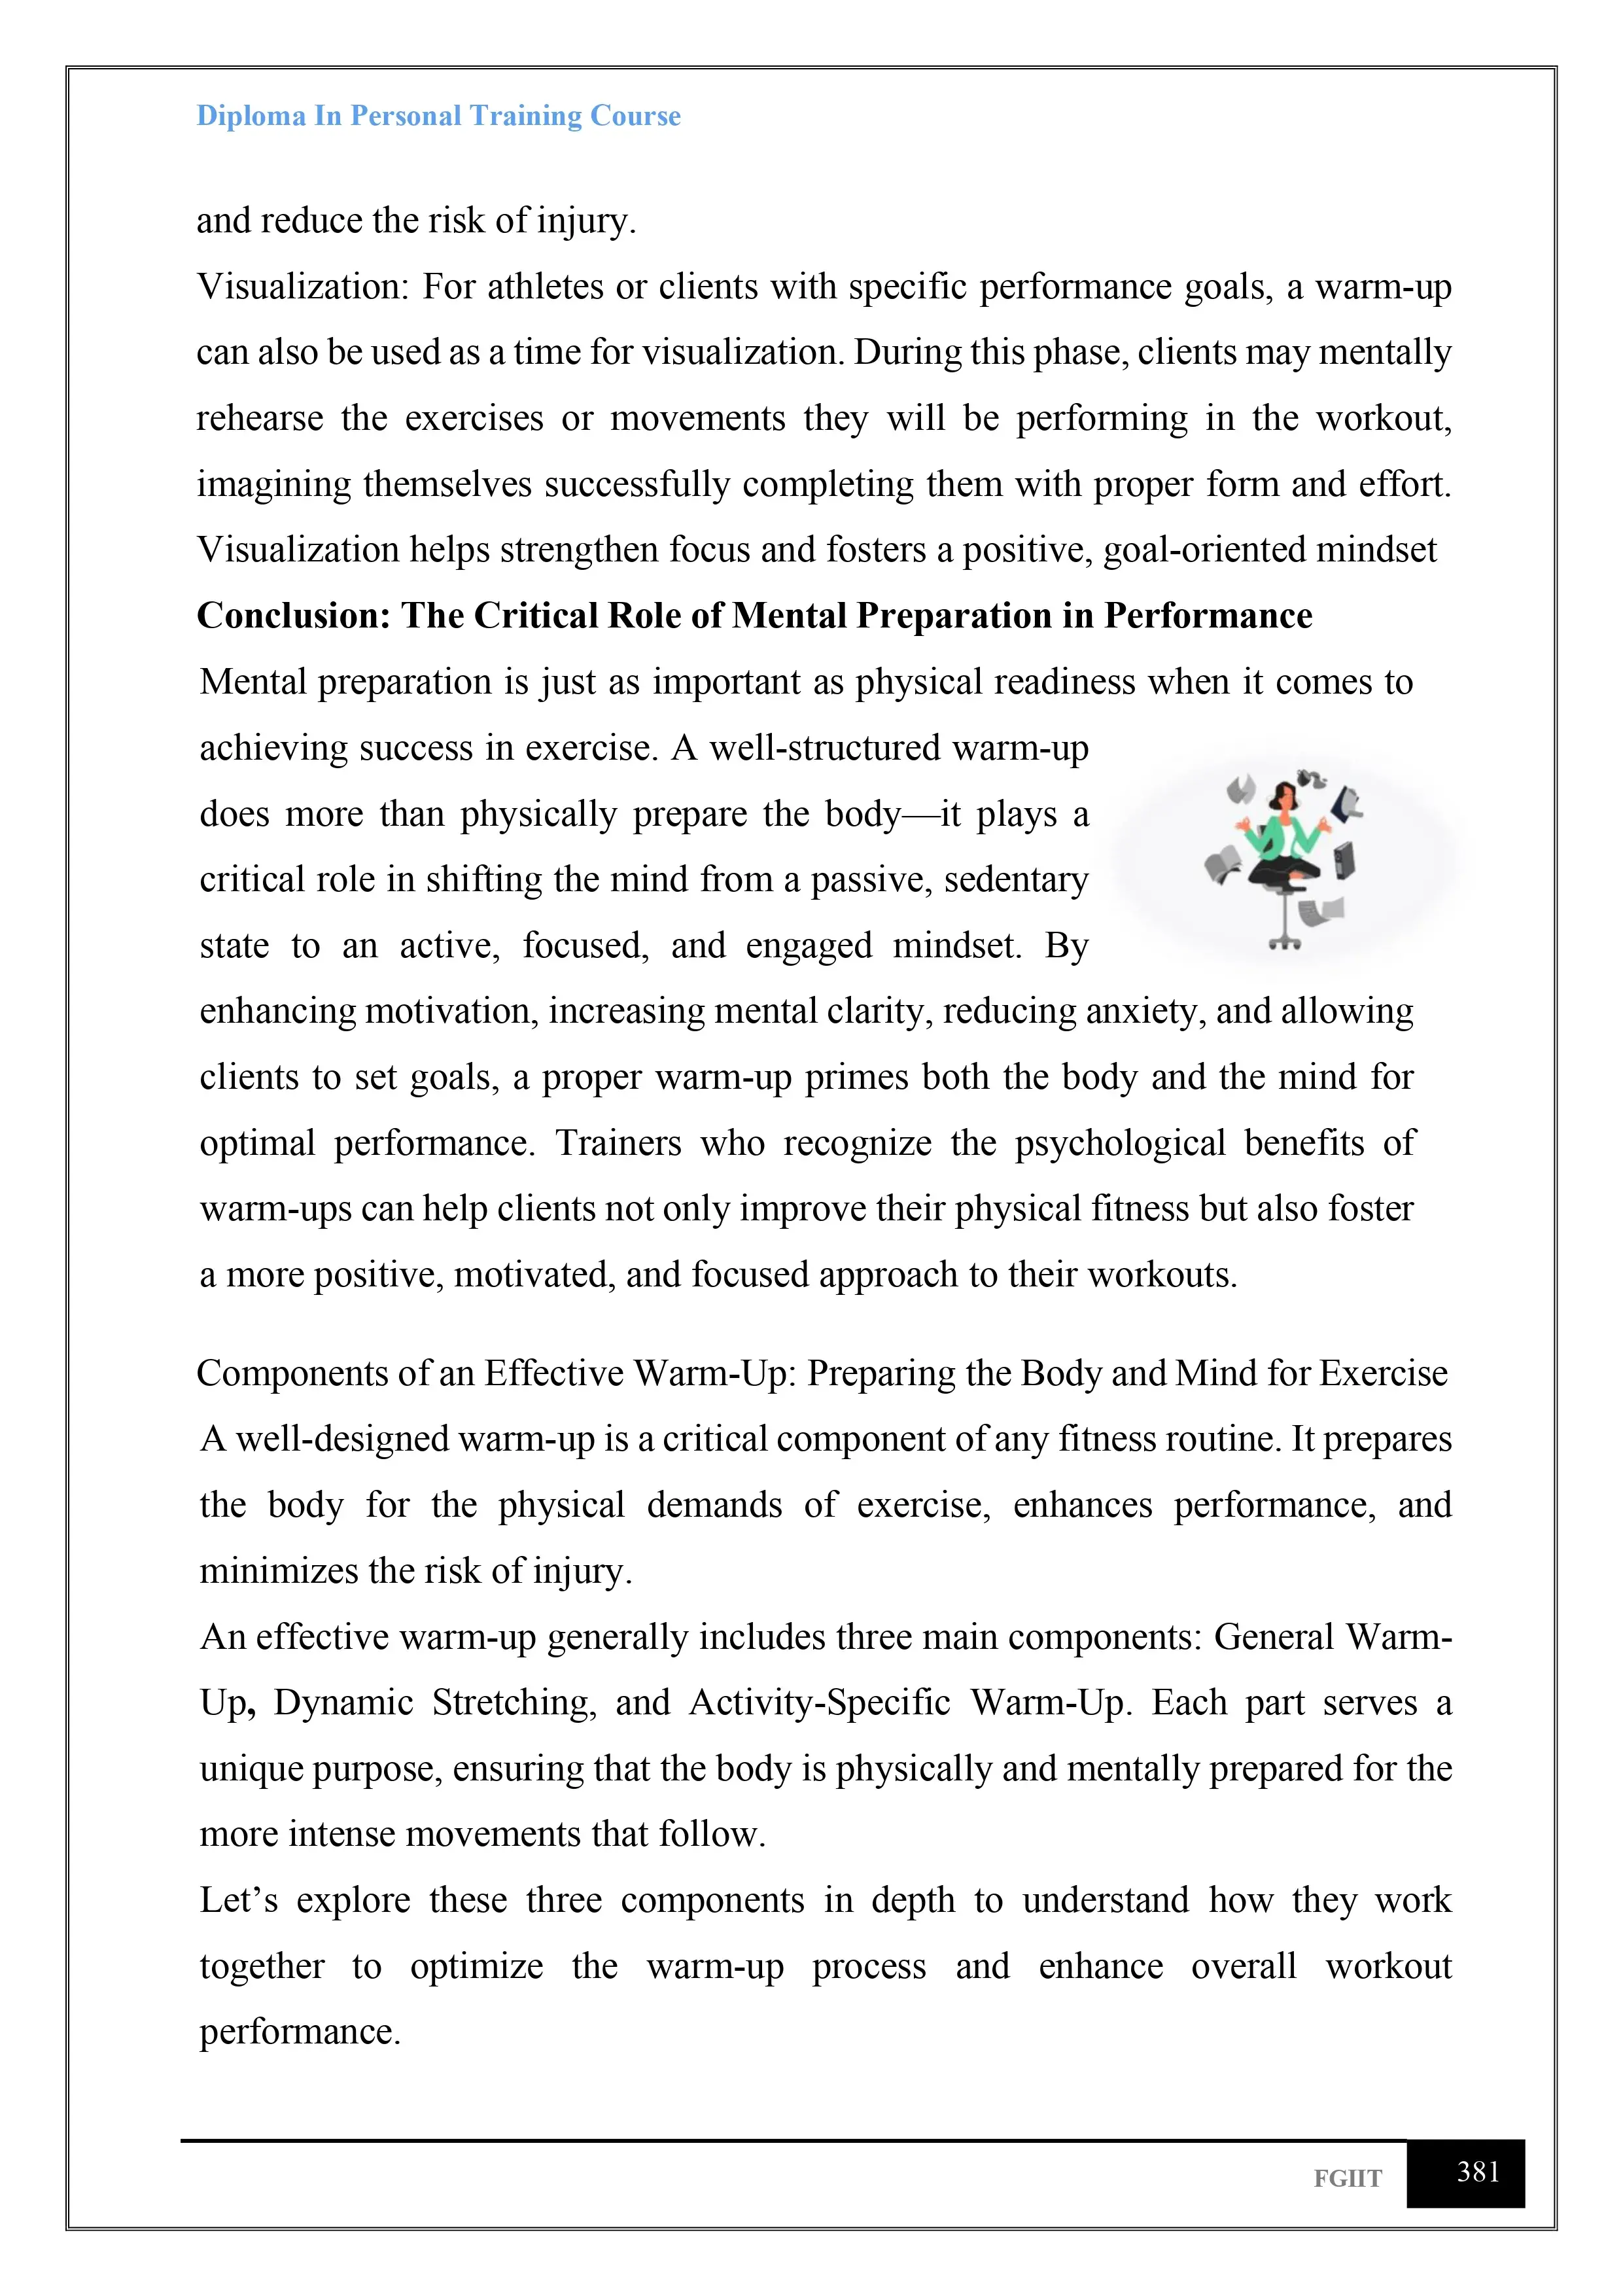 Diploma In Personal Training Course
and reduce the risk of injury.
Visualization: For athletes or clients with specific performance goals, a warm-up
can also be used as a time for visualization. During this phase, clients may mentally
rehearse the exercises or movements they will be performing in the workout,
imagining themselves successfully completing them with proper form and effort.
Visualization helps strengthen focus and fosters a positive, goal-oriented mindset
Conclusion: The Critical Role of Mental Preparation in Performance
Mental preparation is just as important as physical readiness when it comes to
achieving success in exercise. A well-structured warm-up
does more than physically prepare the body—it plays a
critical role in shifting the mind from a passive, sedentary
state to an active, focused, and engaged mindset. By
enhancing motivation, increasing mental clarity, reducing anxiety, and allowing
clients to set goals, a proper warm-up primes both the body and the mind for
optimal performance. Trainers who recognize the psychological benefits of
warm-ups can help clients not only improve their physical fitness but also foster
a more positive, motivated, and focused approach to their workouts.
Components of an Effective Warm-Up: Preparing the Body and Mind for Exercise
A well-designed warm-up is a critical component of any fitness routine. It prepares
the body for the physical demands of exercise, enhances performance, and
minimizes the risk of injury.
An effective warm-up generally includes three main components: General Warm-
Up, Dynamic Stretching, and Activity-Specific Warm-Up. Each part serves a
unique purpose, ensuring that the body is physically and mentally prepared for the
more intense movements that follow.
Let’s explore these three components in depth to understand how they work
together to optimize the warm-up process and enhance overall workout
performance.
FGIIT
381